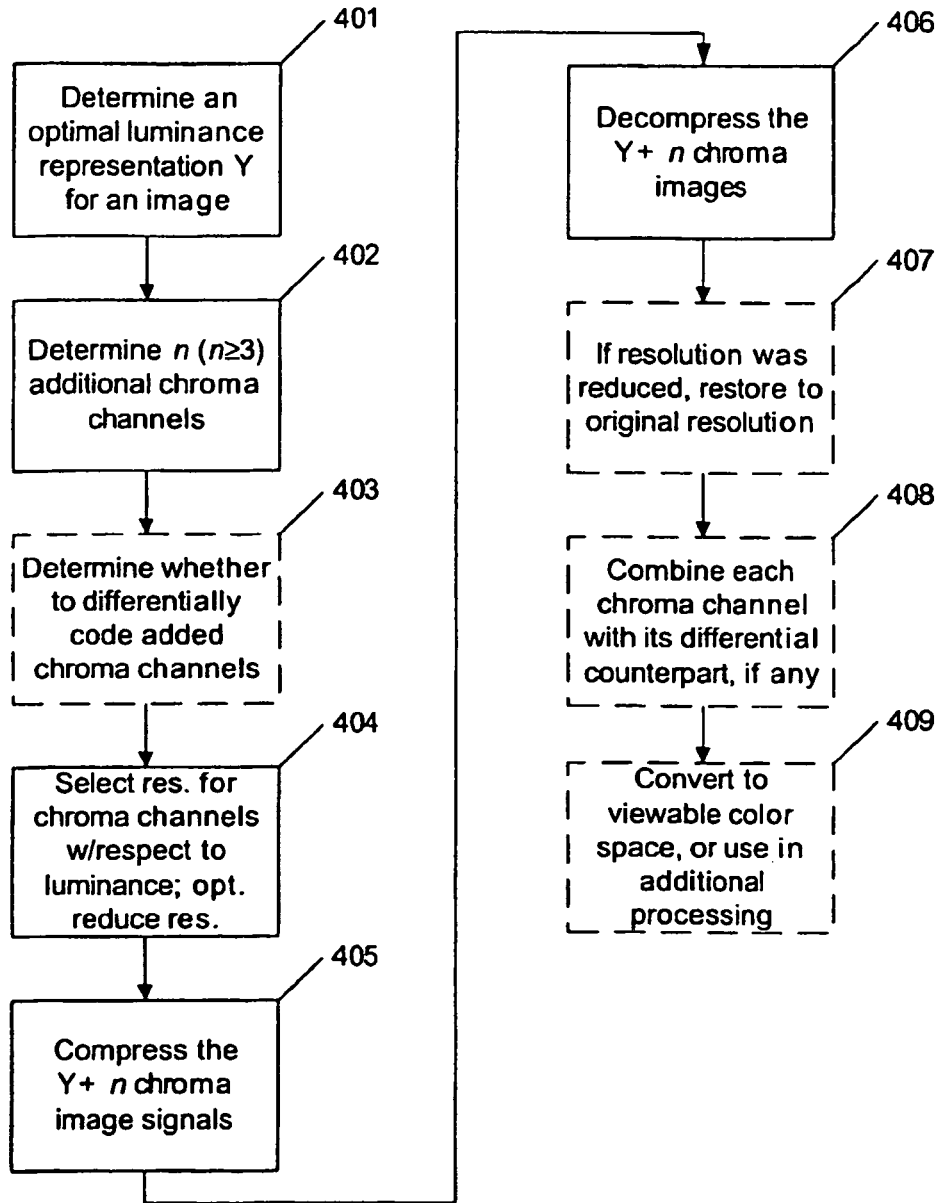 401
Determine an
optimal luminance
representation Y
for an image
402
Determine n (n≥3)
additional chroma
channels
403
Determine whether
to differentially
code added
chroma channels
404
Select res. for
chroma channels
w/respect to
luminance; opt.
reduce res.
405
Compress the
Y+ n chroma
image signals
406
Decompress the
Y+ n chroma
images
407
If resolution was
reduced, restore to
original resolution
408
Combine each
chroma channel
with its differential
counterpart, if any
409
Convert to
viewable color
space, or use in
additional
processing